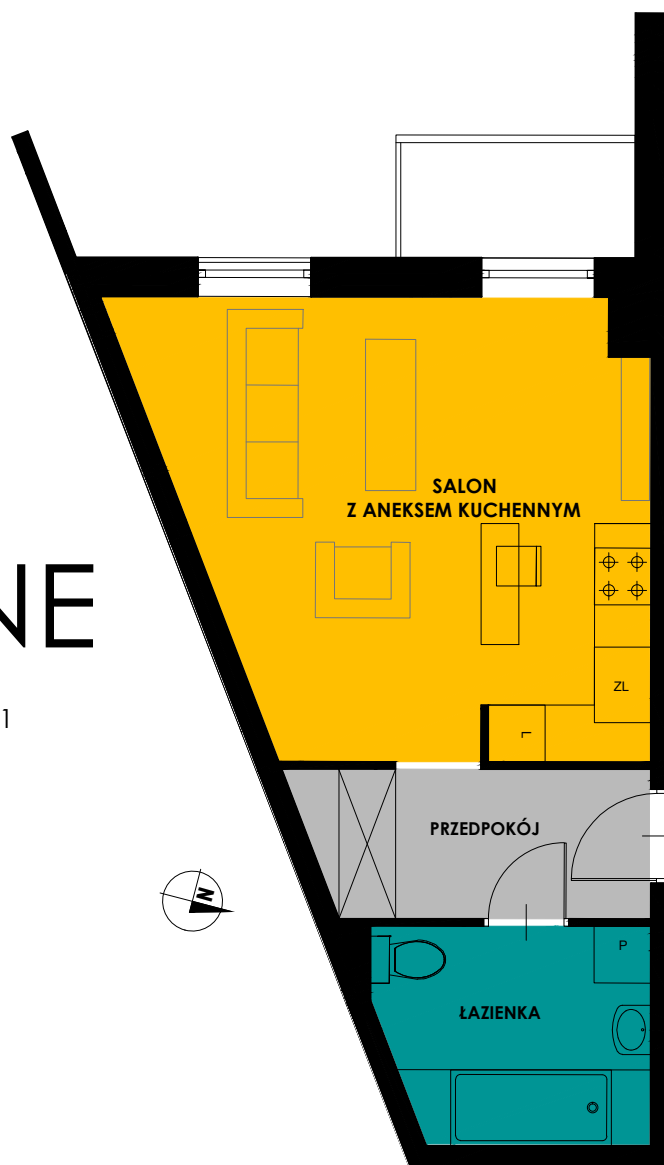 SALON
Z ANEKSEM KUCHENNYM
NE
ZL
1
L
PRZEDPOKÓJ
N
P
ŁAZIENKA